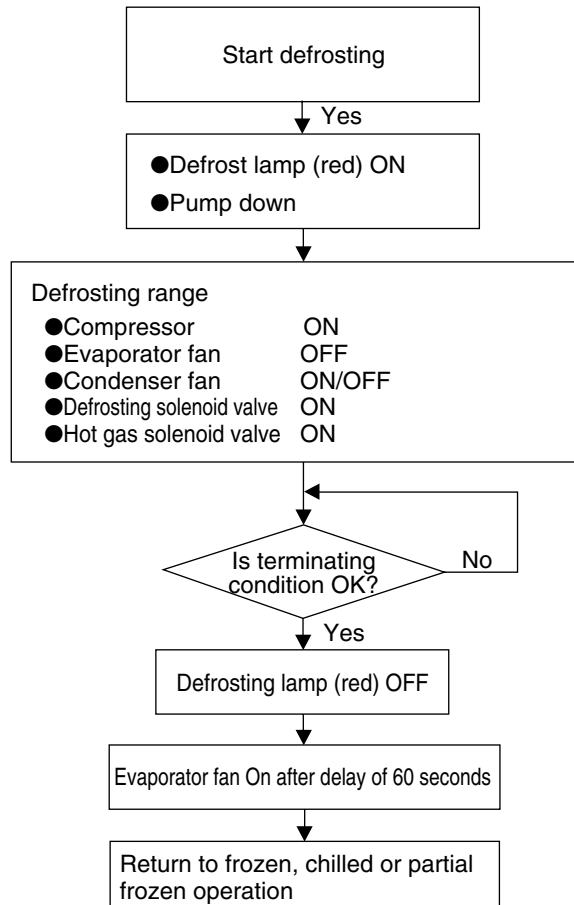 Start defrosting
Yes
●Defrost lamp (red) ON
●Pump down
Defrosting range
●Compressor ON
●Evaporator fan OFF
●Condenser fan ON/OFF
●Defrosting solenoid valve ON
●Hot gas solenoid valve ON
Is terminating
condition OK?
No
Yes
Defrosting lamp (red) OFF
Evaporator fan On after delay of 60 seconds
Return to frozen, chilled or partial
frozen operation